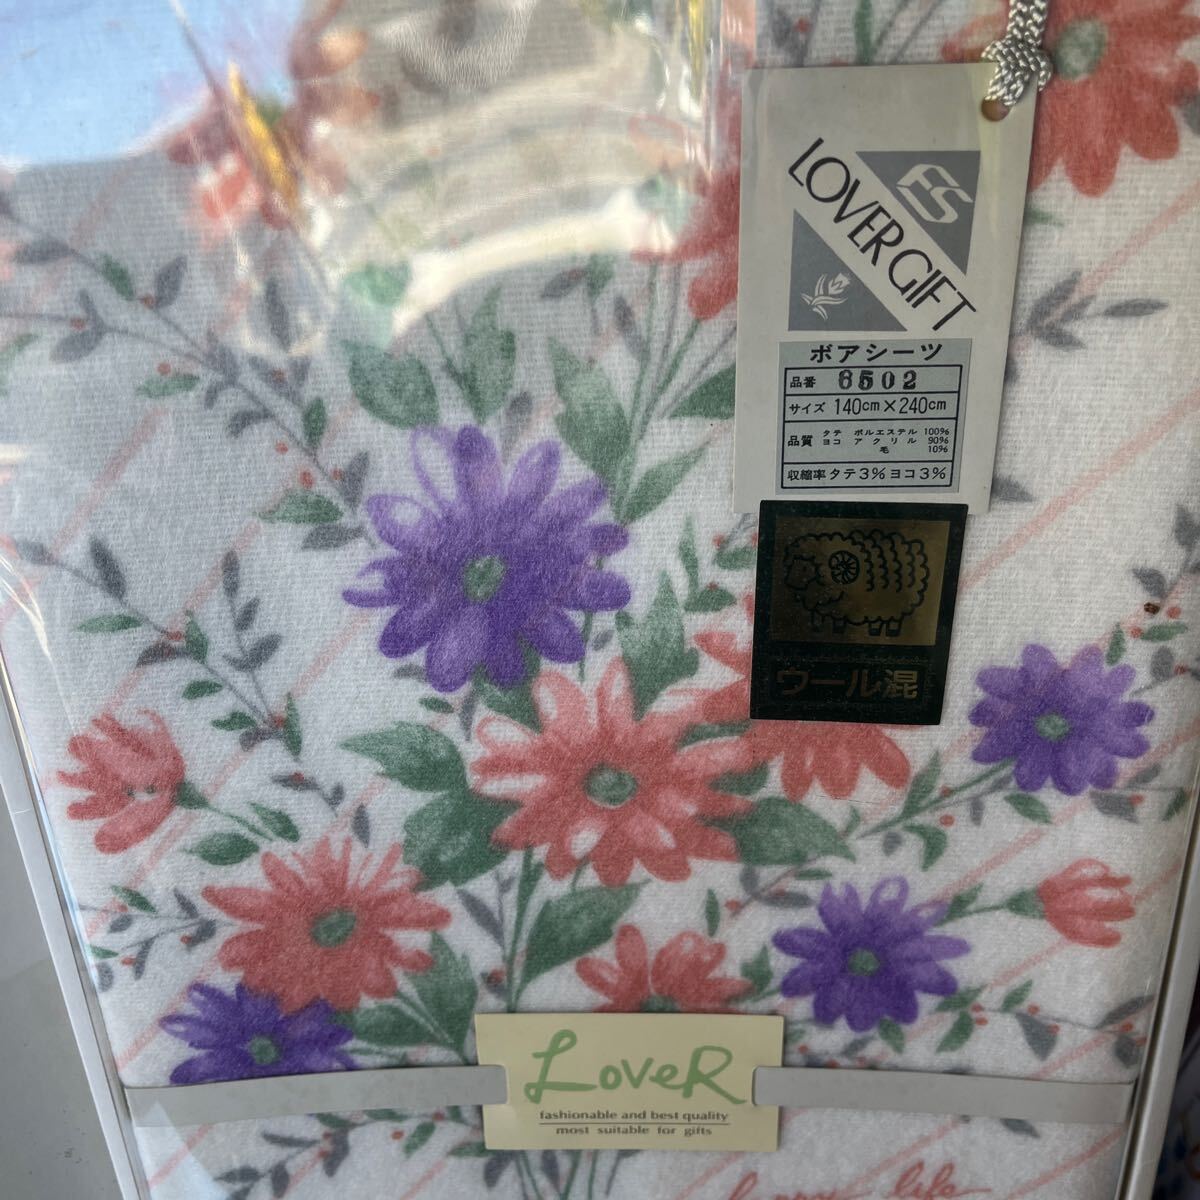 ES
LOVER GIFT
ボアシーツ
品番 6502
サイズ 140cm×240cm
品質 タテ ポルエステル 100%
ヨコ アクリル 90%
毛 10%
収縮率 タテ3% ヨコ3%
ウール混
LoveR
fashionable and best quality
most suitable for gifts